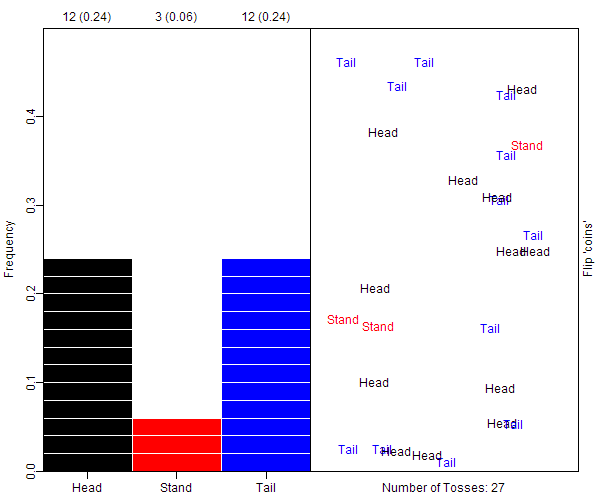 12 (0.24) 3 (0.06) 12 (0.24)
Frequency
0.4
0.3
0.2
0.1
0.0
Head Stand Tail
Tail Tail
Tail
Head
Tail
Head
Stand
Tail
Head
Head
Tail
Tail
Head Head
Head
Stand
Stand
Tail
Head
Head
Head Tail
Tail Tail Head
Head
Tail
Flip 'coins'
Number of Tosses: 27